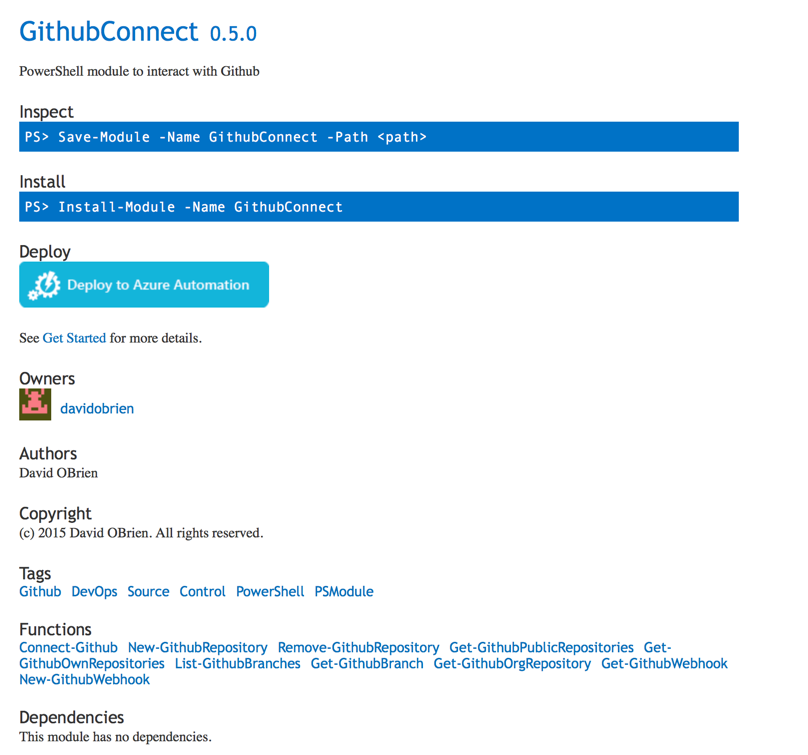 GithubConnect 0.5.0
PowerShell module to interact with Github
Inspect
PS> Save-Module -Name GithubConnect -Path <path>
Install
PS> Install-Module -Name GithubConnect
Deploy
Deploy to Azure Automation
See Get Started for more details.
Owners
davidobrien
Authors
David OBrien
Copyright
(c) 2015 David OBrien. All rights reserved.
Tags
Github DevOps Source Control PowerShell PSModule
Functions
Connect-Github New-GithubRepository Remove-GithubRepository Get-GithubPublicRepositories Get-
GithubOwnRepositories List-GithubBranches Get-GithubBranch Get-GithubOrgRepository Get-GithubWebhook
New-GithubWebhook
Dependencies
This module has no dependencies.